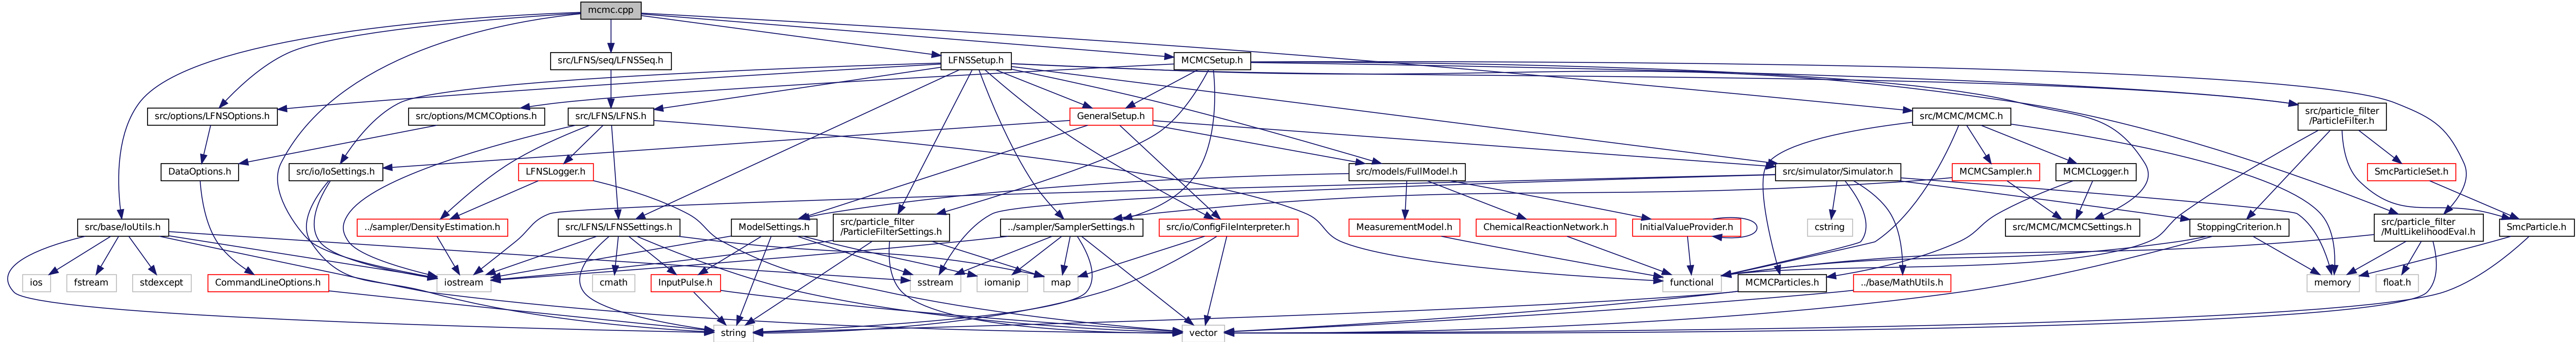 mcmc.cpp
src/LFNS/seq/LFNSSeq.h
LFNSSetup.h
MCMCSetup.h
src/options/LFNSOptions.h
src/options/MCMCOptions.h
src/LFNS/LFNS.h
GeneralSetup.h
src/MCMC/MCMC.h
src/particle_filter
/ParticleFilter.h
DataOptions.h
src/io/IoSettings.h
LFNSLogger.h
src/models/FullModel.h
src/simulator/Simulator.h
MCMCSampler.h
MCMCLogger.h
SmcParticleSet.h
src/base/IoUtils.h
../sampler/DensityEstimation.h
src/LFNS/LFNSSettings.h
ModelSettings.h
src/particle_filter
/ParticleFilterSettings.h
../sampler/SamplerSettings.h
src/io/ConfigFileInterpreter.h
MeasurementModel.h
ChemicalReactionNetwork.h
InitialValueProvider.h
cstring
src/MCMC/MCMCSettings.h
StoppingCriterion.h
src/particle_filter
/MultLikelihoodEval.h
SmcParticle.h
ios
fstream
stdexcept
CommandLineOptions.h
iostream
cmath
InputPulse.h
sstream
iomanip
map
functional
MCMCParticles.h
../base/MathUtils.h
memory
float.h
string
vector